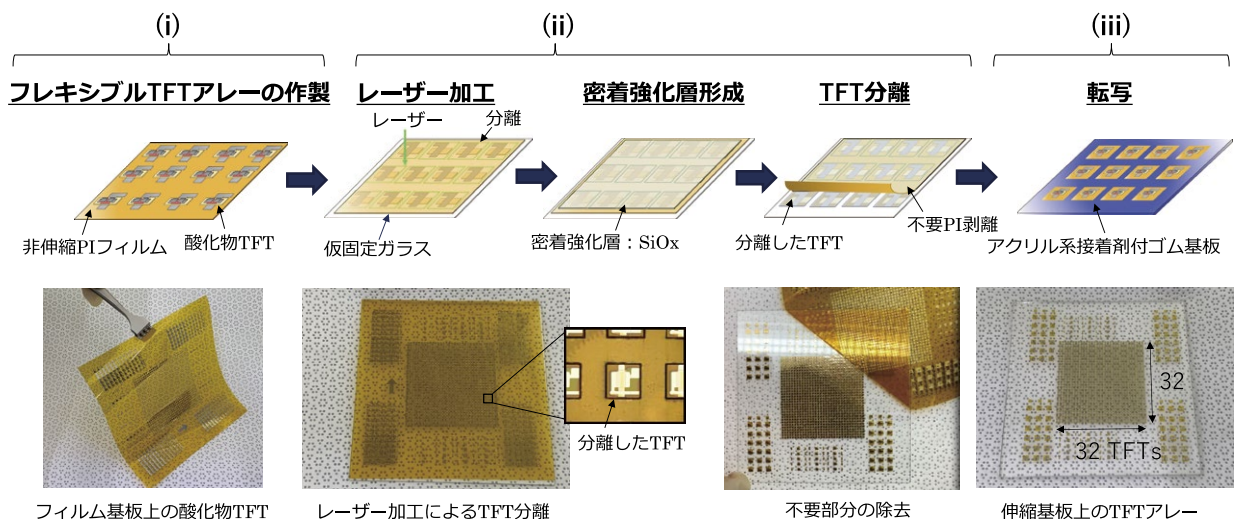 (i)
(ii)
(iii)
フレキシブルTFTアレーの作製
レーザー加工
密着強化層形成
TFT分離
転写
レーザー
分離
非伸縮PIフィルム
酸化物TFT
仮固定ガラス
密着強化層：SiOx
分離したTFT
不要PI剥離
アクリル系接着剤付ゴム基板
分離したTFT
32
32 TFTs
フィルム基板上の酸化物TFT
レーザー加工によるTFT分離
不要部分の除去
伸縮基板上のTFTアレー